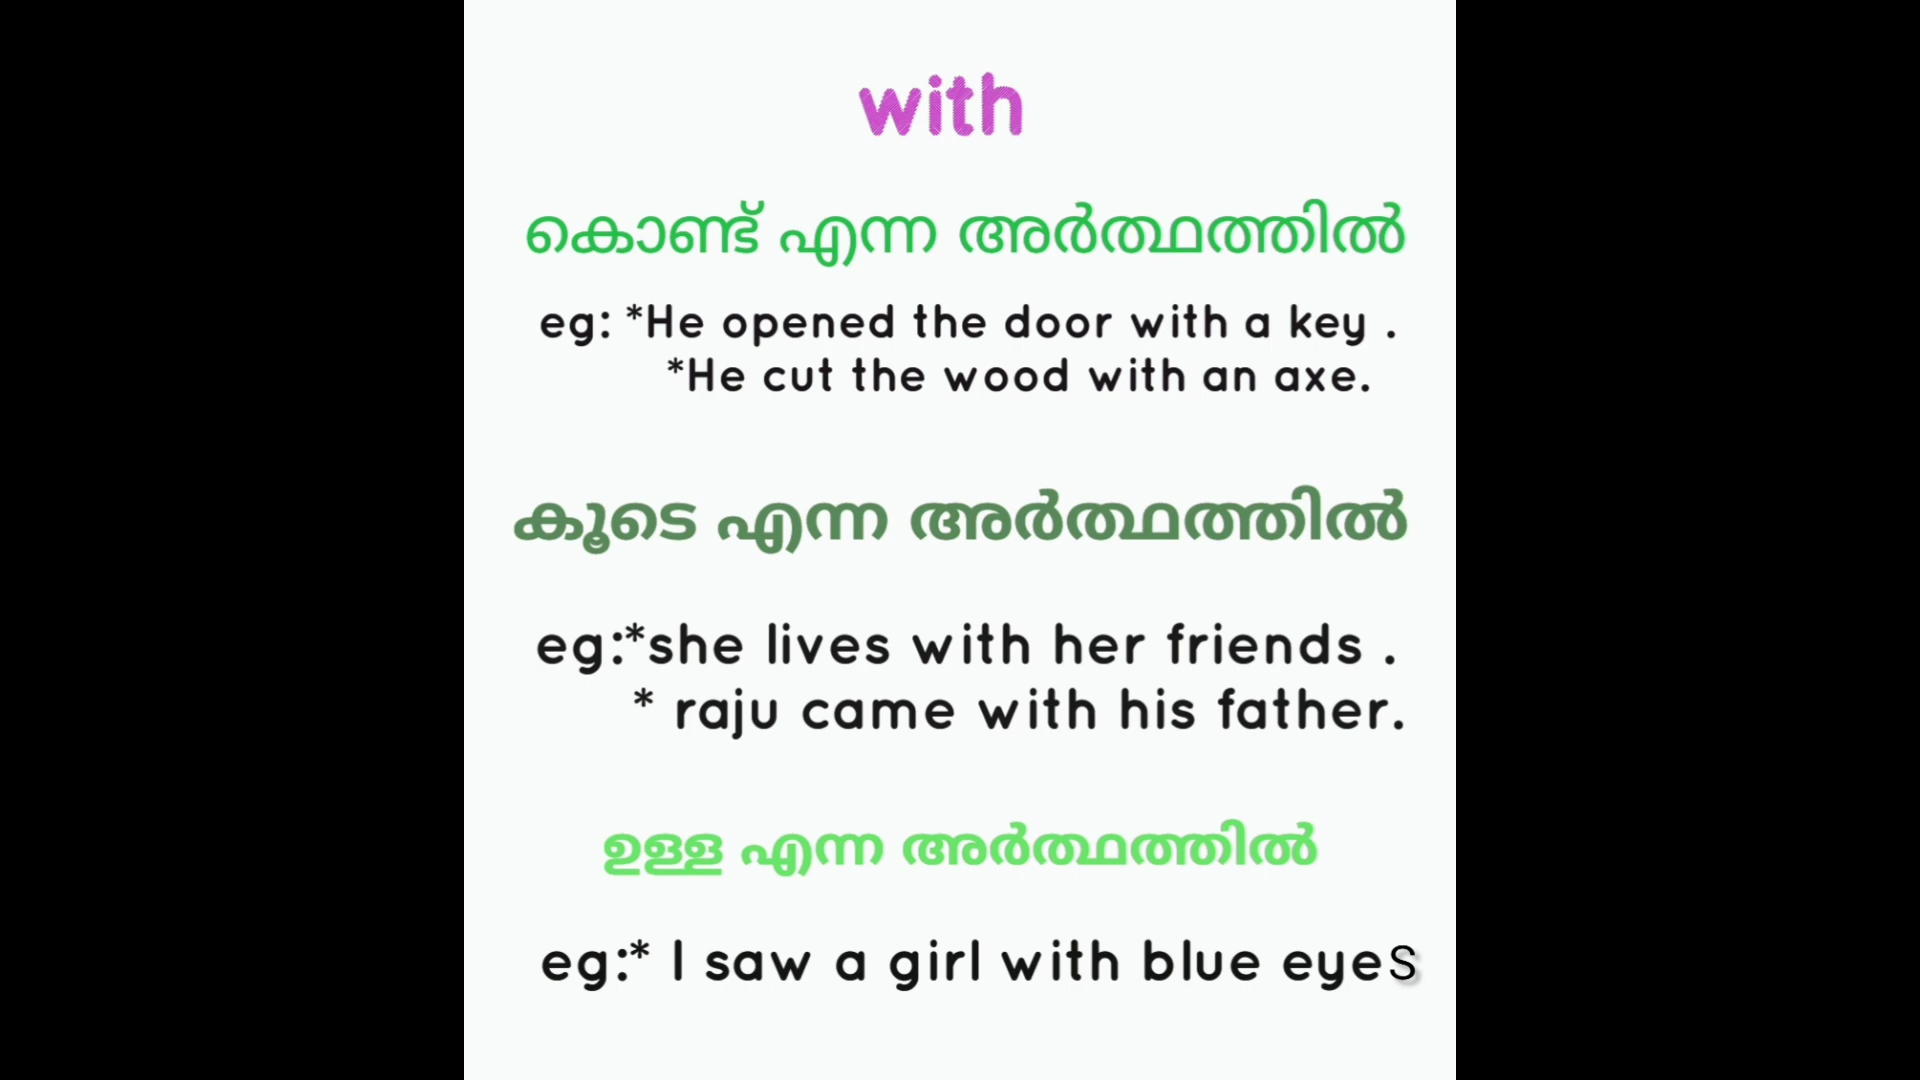 with
കൊണ്ട് എന്ന അർത്ഥത്തിൽ
eg: *He opened the door with a key .
*He cut the wood with an axe.
കൂടെ എന്ന അർത്ഥത്തിൽ
eg:*she lives with her friends .
* raju came with his father.
ഉള്ള എന്ന അർത്ഥത്തിൽ
eg:* I saw a girl with blue eyes